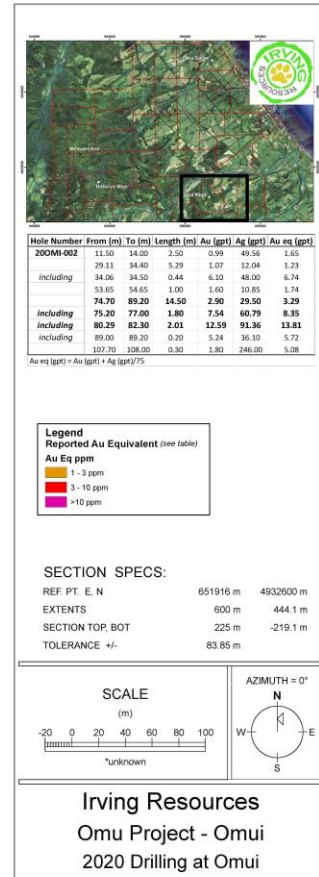 IRVING
RESOURCES
Omui Mine
Hole Number From (m) To (m) Length (m) Au (gpt) Ag (gpt) Au eq (gpt)
20OMI-002 11.50 14.00 2.50 0.99 49.56 1.65
29.11 34.40 5.29 1.07 12.04 1.23
including 34.06 34.50 0.44 6.10 48.00 6.74
53.65 54.65 1.00 1.60 10.85 1.74
74.70 89.20 14.50 2.90 29.50 3.29
including 75.20 77.00 1.80 7.54 60.79 8.35
including 80.29 82.30 2.01 12.59 91.36 13.81
including 89.00 89.20 0.20 5.24 36.10 5.72
107.70 108.00 0.30 1.80 246.00 5.08
Au eq (gpt) = Au (gpt) + Ag (gpt)/75
Legend
Reported Au Equivalent (see table)
Au Eq ppm
1 - 3 ppm
3 - 10 ppm
>10 ppm
SECTION SPECS:
REF. PT. E, N 651916 m 4932600 m
EXTENTS 600 m 444.1 m
SECTION TOP, BOT 225 m -219.1 m
TOLERANCE +/- 83.85 m
SCALE
(m)
-20 0 20 40 60 80 100
*unknown
AZIMUTH = 0°
N
W E
S
Irving Resources
Omu Project - Omui
2020 Drilling at Omui